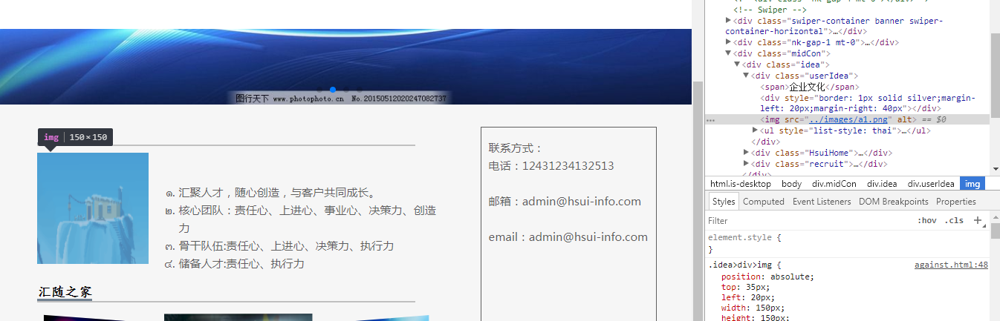 图行天下 www.photophoto.cn No.20150512020247082737
img 150×150
๑. 汇聚人才，随心创造，与客户共同成长。
๒. 核心团队：责任心、上进心、事业心、决策力、创造
力
๓. 骨干队伍:责任心、上进心、决策力、执行力
๔. 储备人才:责任心、执行力
汇随之家
联系方式：
电话：12431234132513
邮箱：admin@hsui-info.com
email：admin@hsui-info.com
<!-- Swiper -->
<div class="swiper-container banner swiper-
container-horizontal">…</div>
<div class="nk-gap-1 mt-0">…</div>
<div class="midCon">
<div class="idea">
<div class="userIdea">
<span>企业文化</span>
<div style="border: 1px solid silver;margin-
left: 20px;margin-right: 40px"></div>
<img src="../images/a1.png" alt> == $0
<ul style="list-style: thai">…</ul>
</div>
<div class="HsuiHome">…</div>
<div class="recruit">…</div>
html.is-desktop body div.midCon div.idea div.userIdea img
Styles Computed Event Listeners DOM Breakpoints Properties
Filter :hov .cls +
element.style {
}
.idea>div>img { against.html:48
position: absolute;
top: 35px;
left: 20px;
width: 150px;
height: 150px;